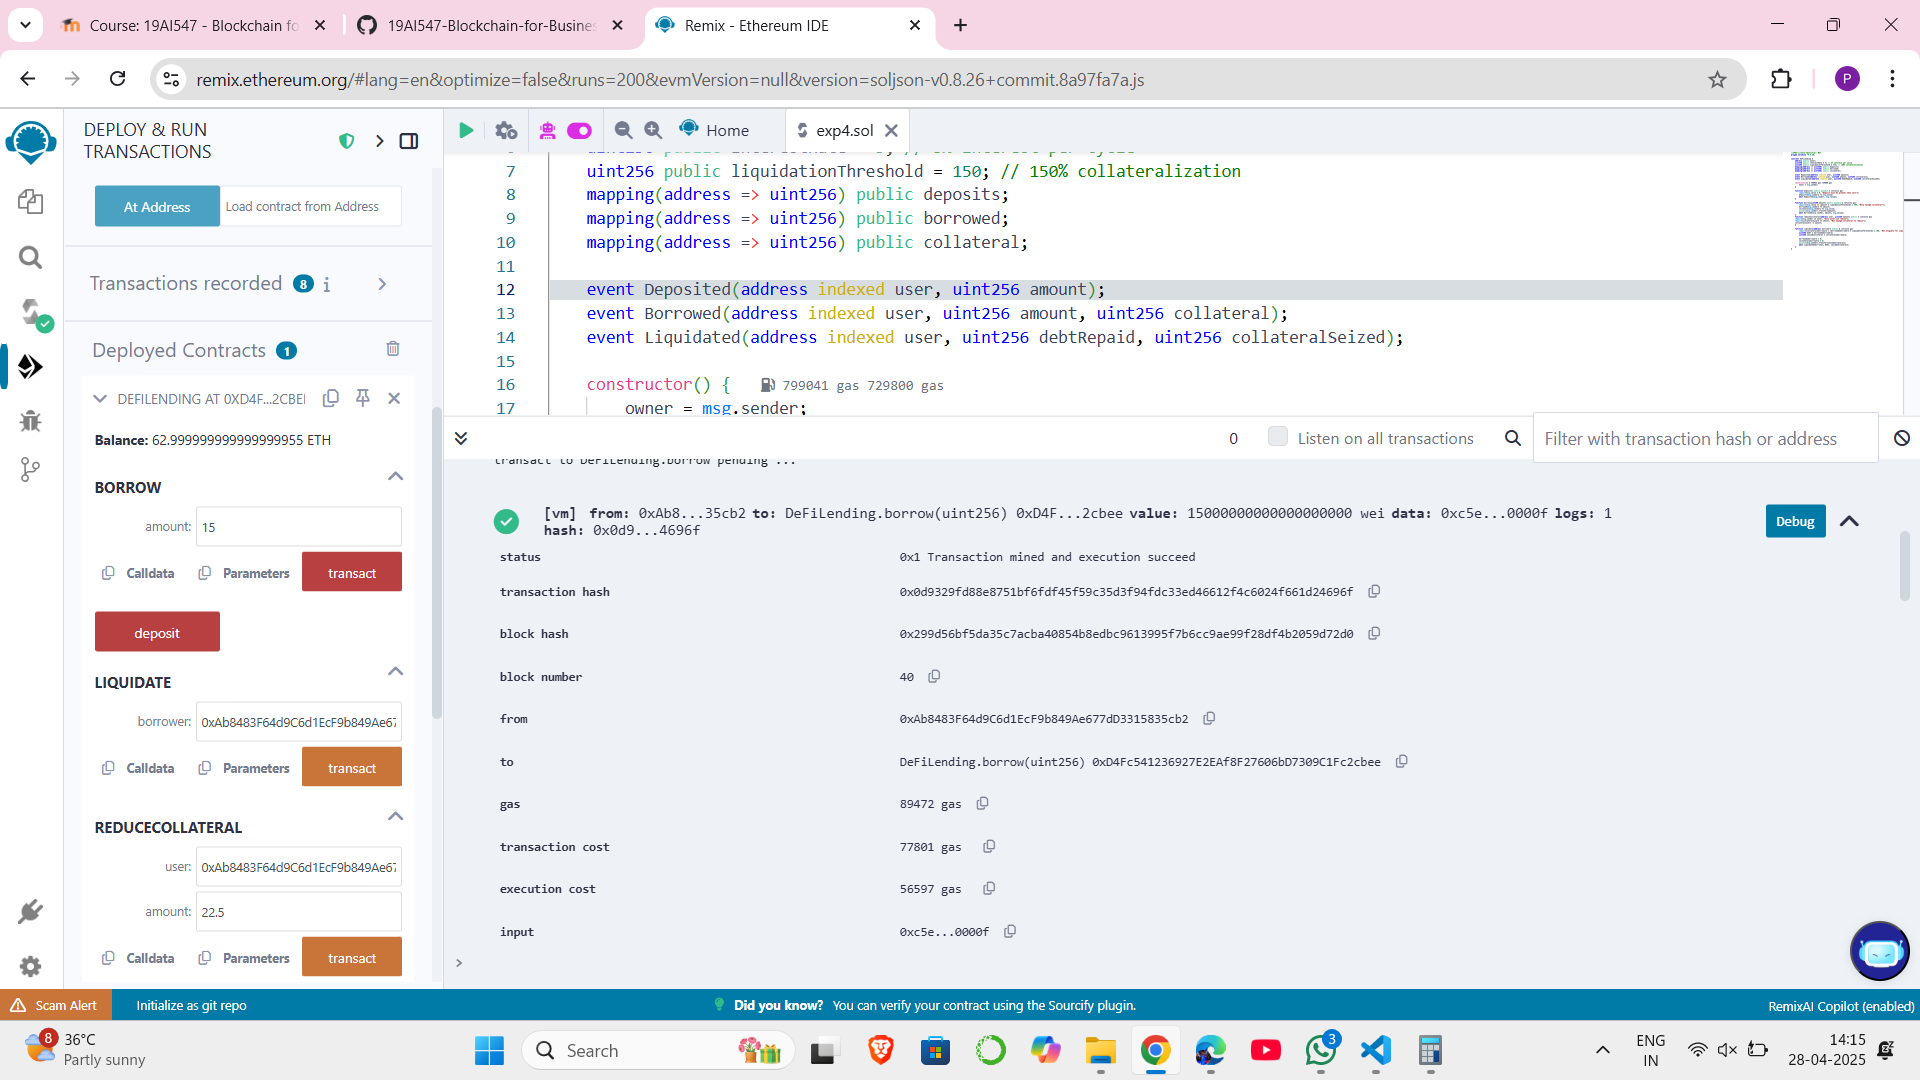 Course: 19AI547 - Blockchain fo
19AI547-Blockchain-for-Busines
Remix - Ethereum IDE
remix.ethereum.org/#lang=en&optimize=false&runs=200&evmVersion=null&version=soljson-v0.8.26+commit.8a97fa7a.js
P
DEPLOY & RUN
TRANSACTIONS
At Address
Load contract from Address
Transactions recorded 8 i
Deployed Contracts 1
DEFILENDING AT 0XD4F...2CBEI
Balance: 62.999999999999999955 ETH
BORROW
amount: 15
Calldata Parameters transact
deposit
LIQUIDATE
borrower: 0xAb8483F64d9C6d1EcF9b849Ae67
Calldata Parameters transact
REDUCECOLLATERAL
user: 0xAb8483F64d9C6d1EcF9b849Ae67
amount: 22.5
Calldata Parameters transact
Home
exp4.sol
7 uint256 public liquidationThreshold = 150; // 150% collateralization
8 mapping(address => uint256) public deposits;
9 mapping(address => uint256) public borrowed;
10 mapping(address => uint256) public collateral;
11
12 event Deposited(address indexed user, uint256 amount);
13 event Borrowed(address indexed user, uint256 amount, uint256 collateral);
14 event Liquidated(address indexed user, uint256 debtRepaid, uint256 collateralSeized);
15
16 constructor() { 799041 gas 729800 gas
17 owner = msg.sender;
0 Listen on all transactions Filter with transaction hash or address
transact to DeFiLending.borrow pending ...
[vm] from: 0xAb8...35cb2 to: DeFiLending.borrow(uint256) 0xD4F...2cbee value: 15000000000000000000 wei data: 0xc5e...0000f logs: 1
hash: 0x0d9...4696f
Debug
status 0x1 Transaction mined and execution succeed
transaction hash 0x0d9329fd88e8751bf6fdf45f59c35d3f94fdc33ed46612f4c6024f661d24696f
block hash 0x299d56bf5da35c7acba40854b8edbc9613995f7b6cc9ae99f28df4b2059d72d0
block number 40
from 0xAb8483F64d9C6d1EcF9b849Ae677dD3315835cb2
to DeFiLending.borrow(uint256) 0xD4Fc541236927E2EAf8F27606bD7309C1Fc2cbee
gas 89472 gas
transaction cost 77801 gas
execution cost 56597 gas
input 0xc5e...0000f
>
Scam Alert
Initialize as git repo
Did you know? You can verify your contract using the Sourcify plugin.
RemixAI Copilot (enabled)
8
36°C
Partly sunny
Search
3
ENG
IN
14:15
28-04-2025